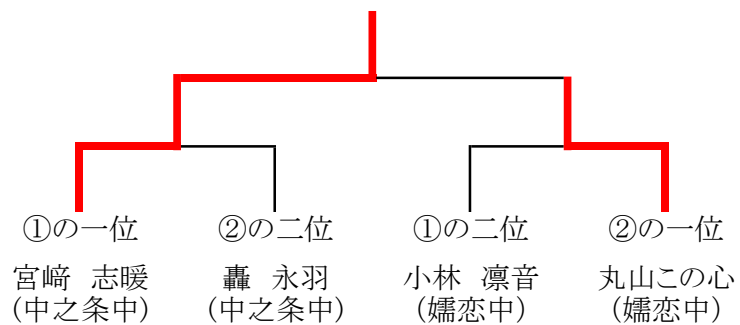 ①の一位 ②の二位 ①の二位 ②の一位
宮﨑 志暖 轟 永羽 小林 凛音 丸山この心
(中之条中) (中之条中) (嬬恋中) (嬬恋中)